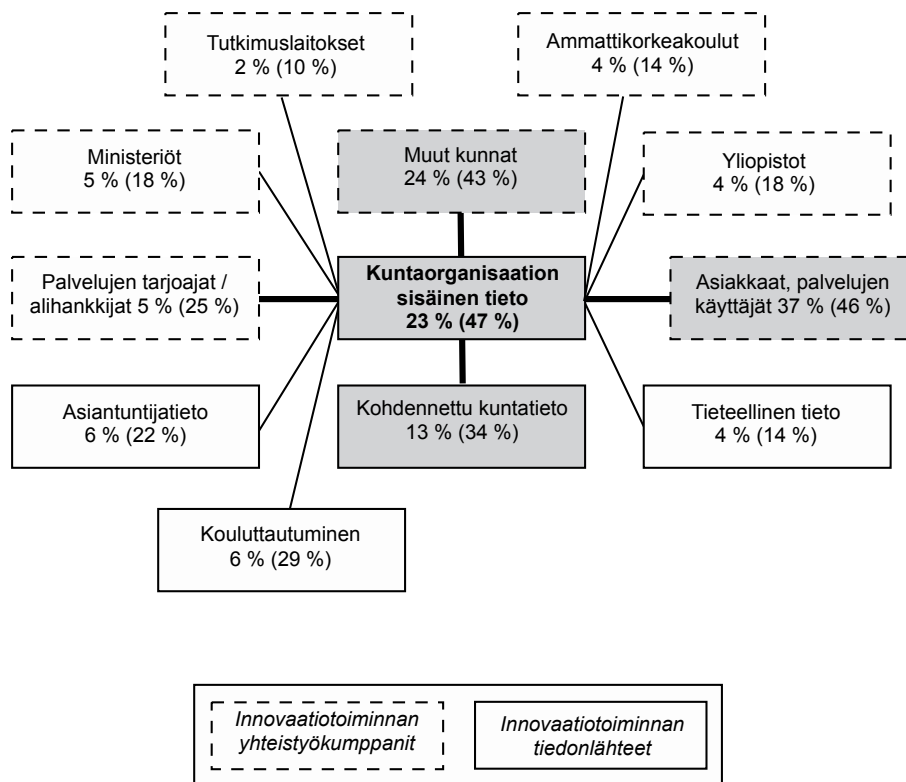 Tutkimuslaitokset
2 % (10 %)
Ammattikorkeakoulut
4 % (14 %)
Ministeriöt
5 % (18 %)
Muut kunnat
24 % (43 %)
Yliopistot
4 % (18 %)
Palvelujen tarjoajat /
alihankkijat 5 % (25 %)
Kuntaorganisaation
sisäinen tieto
23 % (47 %)
Asiakkaat, palvelujen
käyttäjät 37 % (46 %)
Asiantuntijatieto
6 % (22 %)
Kohdennettu kuntatieto
13 % (34 %)
Tieteellinen tieto
4 % (14 %)
Kouluttautuminen
6 % (29 %)
Innovaatiotoiminnan
yhteistyökumppanit
Innovaatiotoiminnan
tiedonlähteet